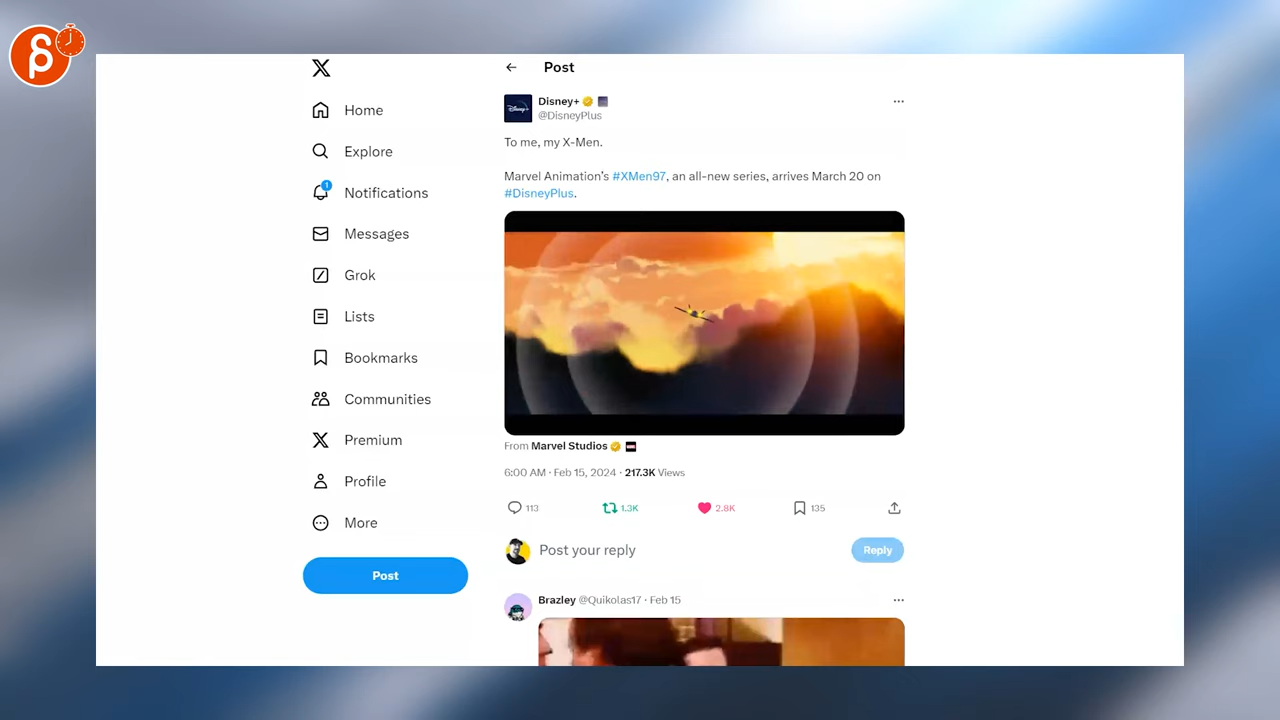 Post
Home
Explore
1
Notifications
Messages
Grok
Lists
Bookmarks
Communities
Premium
Profile
More
Post
Disney+
Disney+
@DisneyPlus
To me, my X-Men.
Marvel Animation's #XMen97, an all-new series, arrives March 20 on
#DisneyPlus.
From Marvel Studios
6:00 AM · Feb 15, 2024 · 217.3K Views
113 1.3K 2.8K 135
Post your reply
Reply
Brazley @Quikolas17 · Feb 15